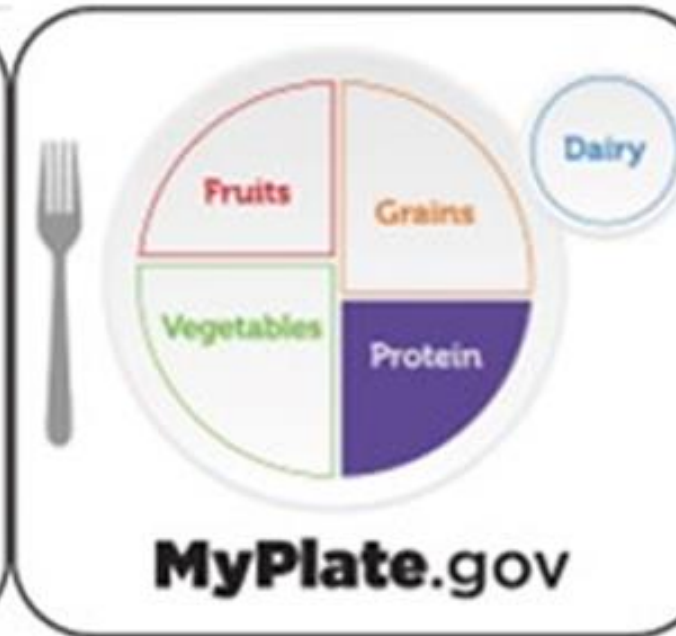 Fruits
Grains
Dairy
Vegetables
Protein
MyPlate.gov